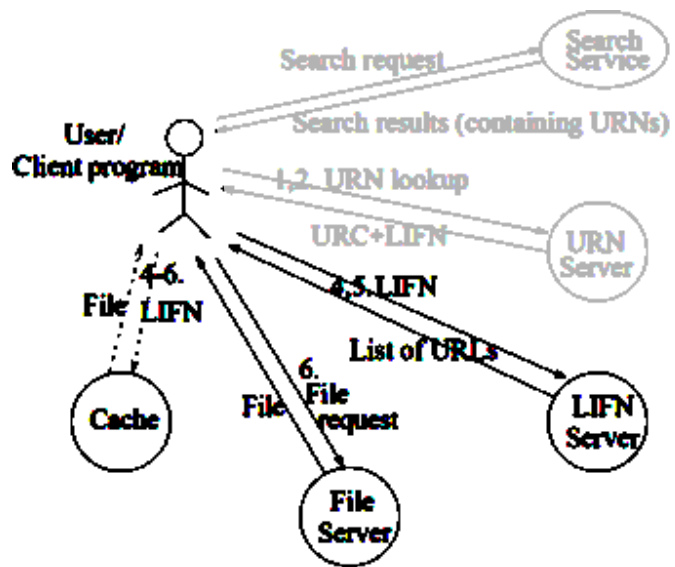 Search
Service
Search request
Search results (containing URNs)
User/
Client program
1,2. URN lookup
URC+LIFN
URN
Server
4-6.
File
LIFN
4,5.LIFN
List of URLs
6.
File
File
request
Cache
LIFN
Server
File
Server